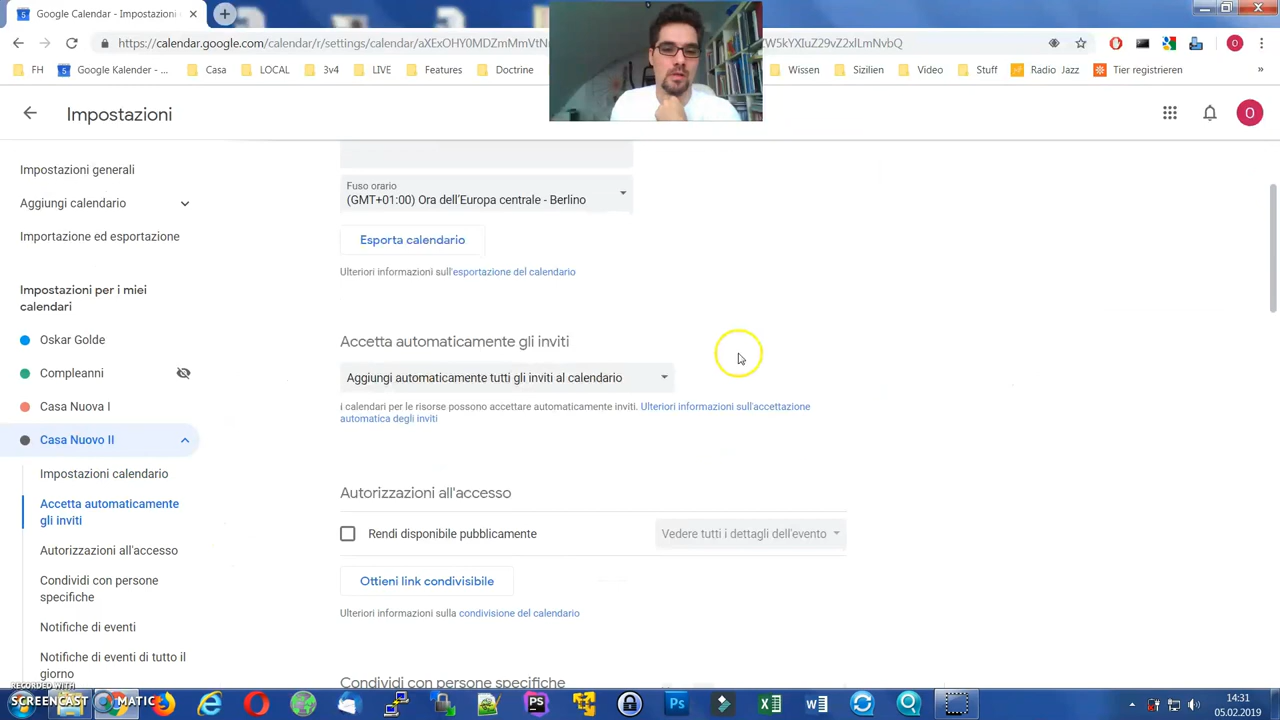 Google Calendar - Impostazioni
https://calendar.google.com/calendar/r/settings/calendar
FH
Google Kalender - ...
Casa
LOCAL
3v4
LIVE
Features
Doctrine
Wissen
Sizilien
Video
Stuff
Radio Jazz
Tier registrieren
»
Impostazioni
O
Impostazioni generali
Aggiungi calendario
Importazione ed esportazione
Impostazioni per i miei
calendari
Oskar Golde
Compleanni
Casa Nuova I
Casa Nuovo II
Impostazioni calendario
Accetta automaticamente
gli inviti
Autorizzazioni all'accesso
Condividi con persone
specifiche
Notifiche di eventi
Notifiche di eventi di tutto il
giorno
Fuso orario
(GMT+01:00) Ora dell'Europa centrale - Berlino
Esporta calendario
Ulteriori informazioni sull'esportazione del calendario
Accetta automaticamente gli inviti
Aggiungi automaticamente tutti gli inviti al calendario
i calendari per le risorse possono accettare automaticamente inviti. Ulteriori informazioni sull'accettazione
automatica degli inviti
Autorizzazioni all'accesso
Rendi disponibile pubblicamente
Vedere tutti i dettagli dell'evento
Ottieni link condivisibile
Ulteriori informazioni sulla condivisione del calendario
Condividi con persone specifiche
RECORDED WITH
SCREENCAST MATIC
14:31
05.02.2019